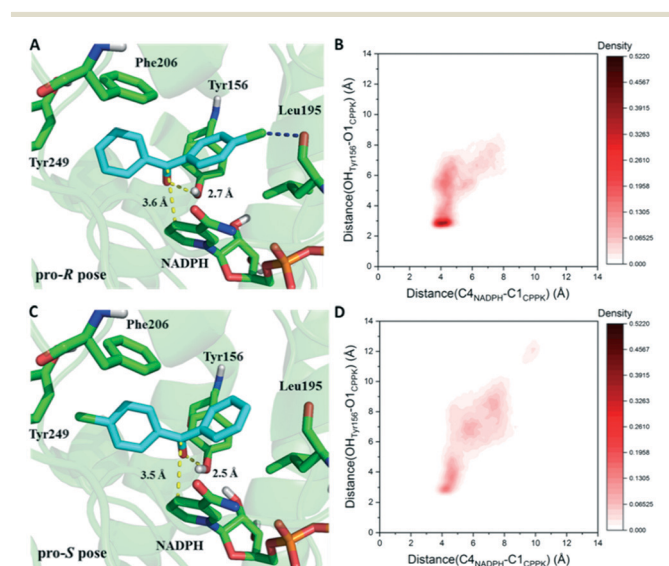 A
Phe206
Tyr156
Leu195
Tyr249
3.6 Å
2.7 Å
NADPH
pro-R pose
B
Density
14
12
10
8
6
4
2
0
0 2 4 6 8 10 12 14
Distance(OH_Tyr156-O1_CPPK) (Å)
Distance(C4_NADPH-C1_CPPK) (Å)
0.5220
0.4567
0.3915
0.3262
0.2610
0.1957
0.1305
0.06525
0.000
C
Phe206
Tyr156
Leu195
Tyr249
3.5 Å
2.5 Å
NADPH
pro-S pose
D
Density
14
12
10
8
6
4
2
0
0 2 4 6 8 10 12 14
Distance(OH_Tyr156-O1_CPPK) (Å)
Distance(C4_NADPH-C1_CPPK) (Å)
0.5220
0.4567
0.3915
0.3262
0.2610
0.1957
0.1305
0.06525
0.000